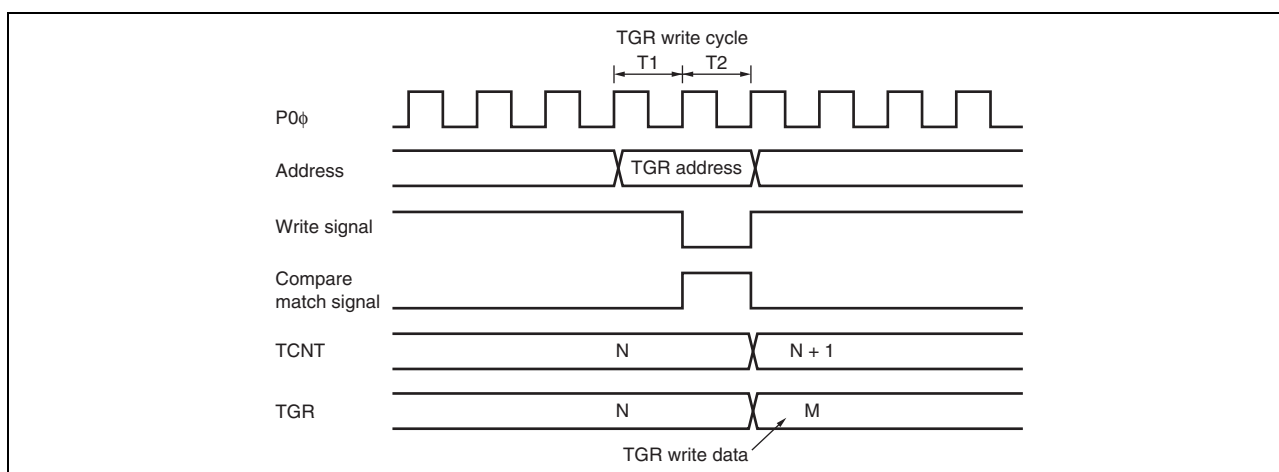 TGR write cycle
T1 T2
P0ϕ
Address TGR address
Write signal
Compare
match signal
TCNT N N + 1
TGR N M
TGR write data